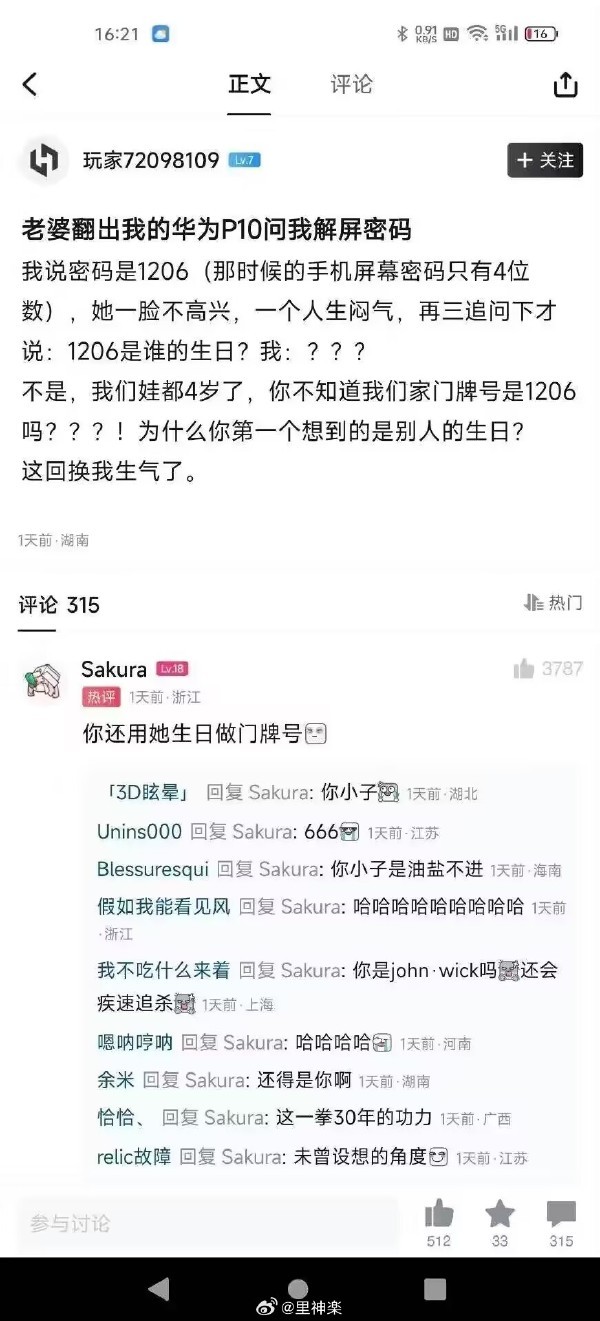 16:21
0.91 KB/S HD 5G 16
正文 评论
玩家72098109 Lv.7 + 关注
老婆翻出我的华为P10问我解屏密码
我说密码是1206（那时候的手机屏幕密码只有4位
数），她一脸不高兴，一个人生闷气，再三追问下才
说：1206是谁的生日？我：？？？
不是，我们娃都4岁了，你不知道我们家门牌号是1206
吗？？？！为什么你第一个想到的是别人的生日？
这回换我生气了。
1天前·湖南
评论 315 热门
Sakura Lv.18 3787
热评 1天前·浙江
你还用她生日做门牌号
「3D眩晕」 回复 Sakura: 你小子 1天前·湖北
Unins000 回复 Sakura: 666 1天前·江苏
Blessuresqui 回复 Sakura: 你小子是油盐不进 1天前·海南
假如我能看见风 回复 Sakura: 哈哈哈哈哈哈哈哈哈 1天前
·浙江
我不吃什么来着 回复 Sakura: 你是john·wick吗还会
疾速追杀 1天前·上海
嗯呐哼呐 回复 Sakura: 哈哈哈哈 1天前·河南
余米 回复 Sakura: 还得是你啊 1天前·湖南
恰恰、 回复 Sakura: 这一拳30年的功力 1天前·广西
relic故障 回复 Sakura: 未曾设想的角度 1天前·江苏
参与讨论
512 33 315
@里神楽